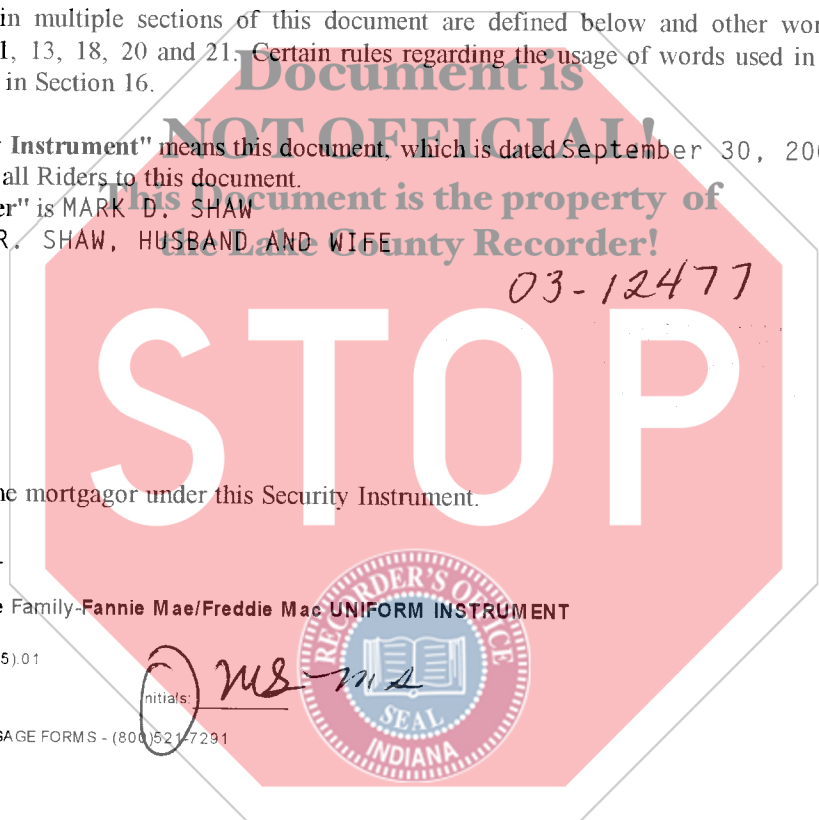 in multiple sections of this document are defined below and other wor
1, 13, 18, 20 and 21. Certain rules regarding the usage of words used in
in Section 16.
Document is
NOT OFFICIAL!
Instrument" means this document, which is dated September 30, 200
all Riders to this document.
This Document is the property of
er" is MARK D. SHAW
R. SHAW, HUSBAND AND WIFE
the Lake County Recorder!
03-12477
STOP
he mortgagor under this Security Instrument.
e Family-Fannie Mae/Freddie Mac UNIFORM INSTRUMENT
RECORDER'S OFFICE
5).01
nitials: MS MS
SEAL
INDIANA
GAGE FORMS - (800)521-7291